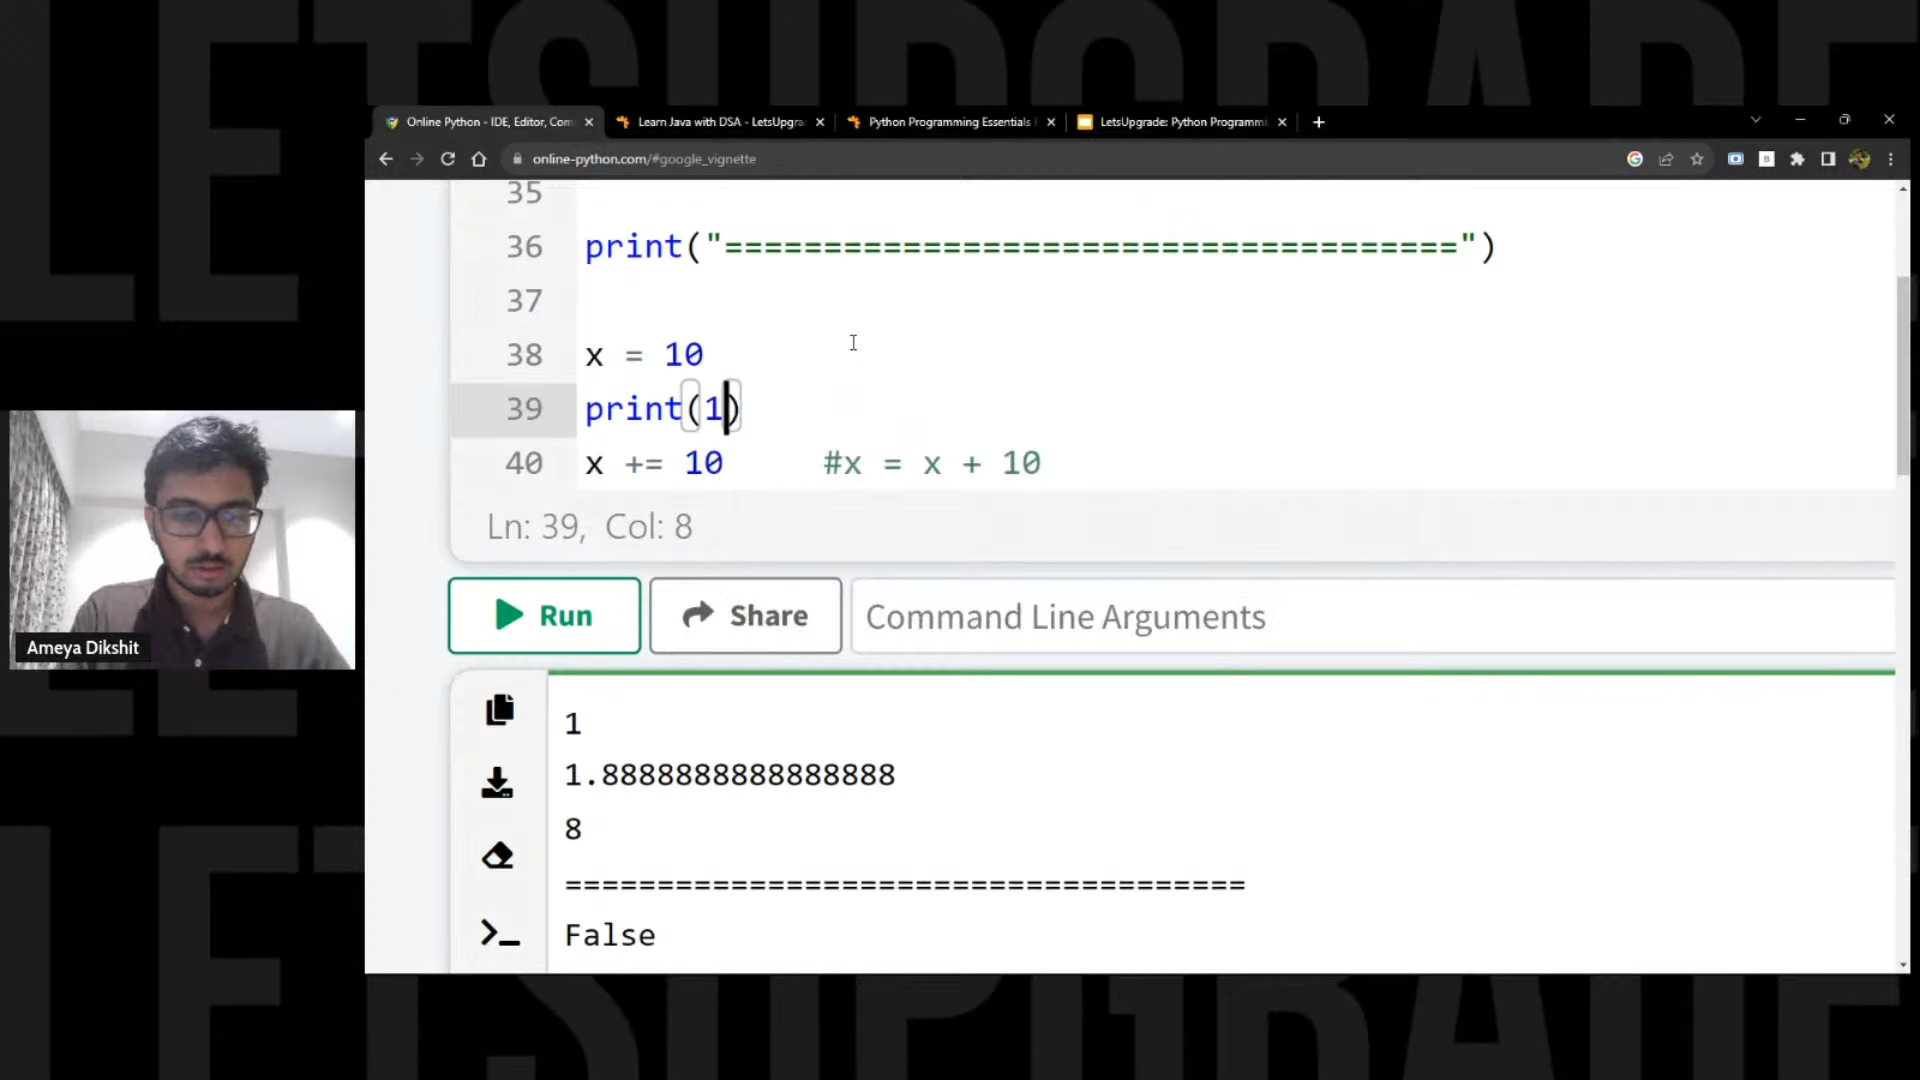 LETSUPGRADE
Online Python - IDE, Editor, Com
Learn Java with DSA - LetsUpgra
Python Programming Essentials
LetsUpgrade: Python Programmi
online-python.com/#google_vignette
35
36 print("=====================================")
37
38 x = 10
39 print(1)
40 x += 10 #x = x + 10
Ln: 39, Col: 8
Run
Share
Command Line Arguments
1
1.8888888888888888
8
=====================================
False
Ameya Dikshit
LETSUPGRADE